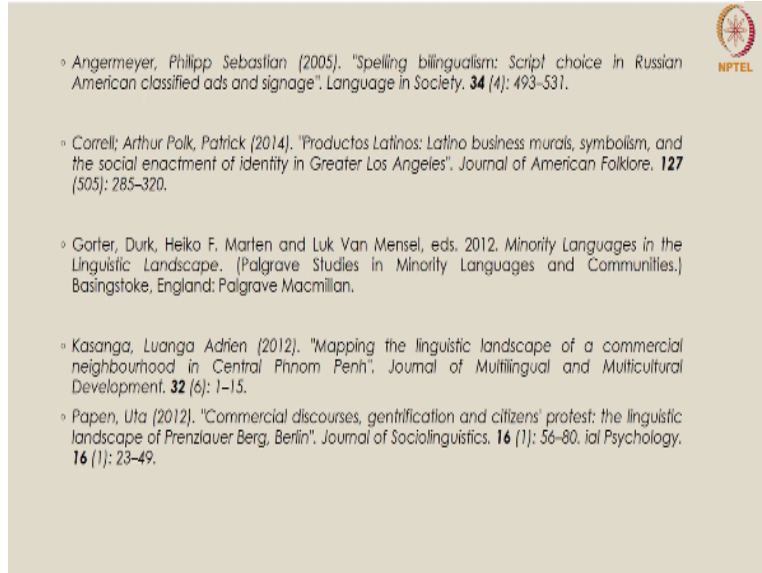 NPTEL
◦ Angermeyer, Philipp Sebastian (2005). "Spelling bilingualism: Script choice in Russian
American classified ads and signage". Language in Society. 34 (4): 493–531.
◦ Correll; Arthur Polk, Patrick (2014). "Productos Latinos: Latino business murals, symbolism, and
the social enactment of identity in Greater Los Angeles". Journal of American Folklore. 127
(505): 285–320.
◦ Gorter, Durk, Heiko F. Marten and Luk Van Mensel, eds. 2012. Minority Languages in the
Linguistic Landscape. (Palgrave Studies in Minority Languages and Communities.)
Basingstoke, England: Palgrave Macmillan.
◦ Kasanga, Luanga Adrien (2012). "Mapping the linguistic landscape of a commercial
neighbourhood in Central Phnom Penh". Journal of Multilingual and Multicultural
Development. 32 (6): 1–15.
◦ Papen, Uta (2012). "Commercial discourses, gentrification and citizens' protest: the linguistic
landscape of Prenzlauer Berg, Berlin". Journal of Sociolinguistics. 16 (1): 56–80. ial Psychology.
16 (1): 23–49.